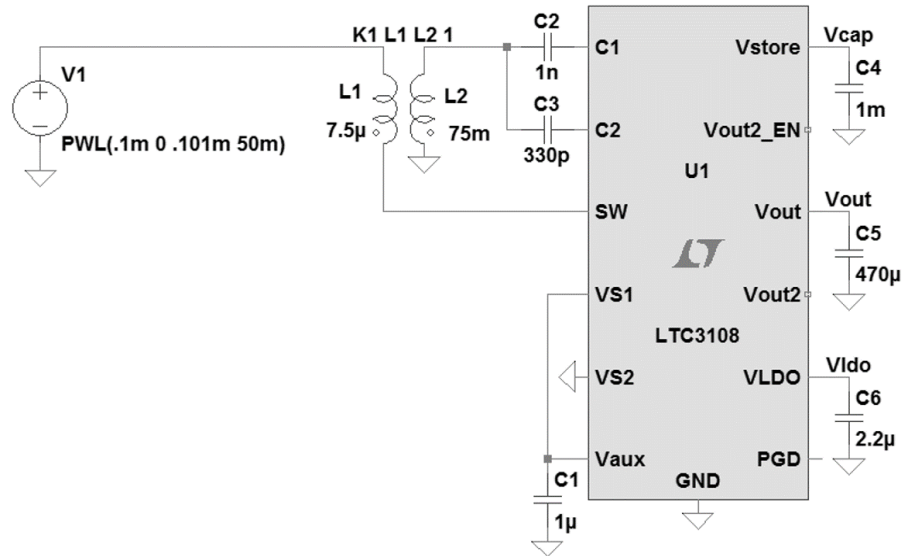 K1 L1 L2 1
V1
PWL(.1m 0 .101m 50m)
L1
7.5µ
L2
75m
C2
1n
C3
330p
C1
C2
SW
VS1
VS2
Vaux
C1
1µ
U1
LTC3108
GND
Vstore
Vout2_EN
Vout
Vout2
VLDO
PGD
Vcap
C4
1m
Vout
C5
470µ
Vldo
C6
2.2µ